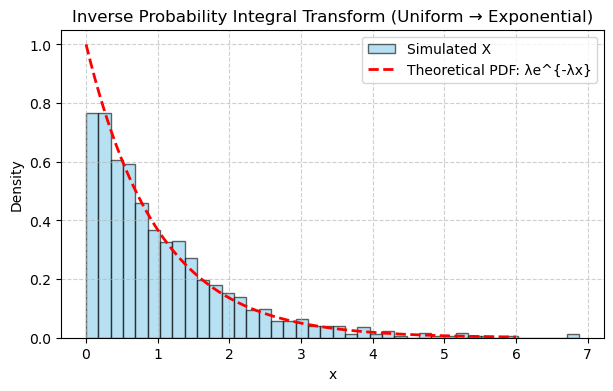 Inverse Probability Integral Transform (Uniform → Exponential)
Simulated X
Theoretical PDF: λe^{-λx}
Density
1.0
0.8
0.6
0.4
0.2
0.0
0 1 2 3 4 5 6 7
x